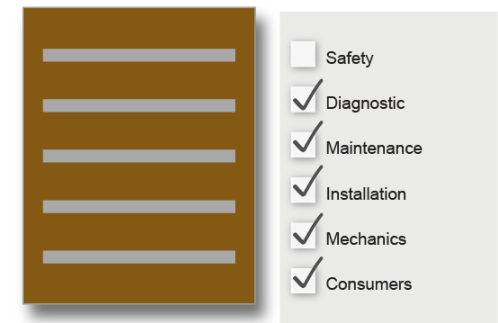 Safety
Diagnostic
Maintenance
Installation
Mechanics
Consumers